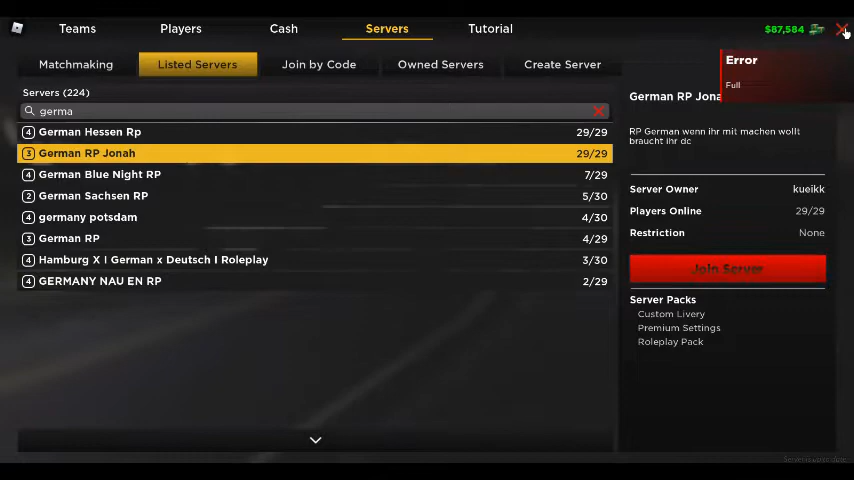 Teams Players Cash Servers Tutorial $87,584
Matchmaking Listed Servers Join by Code Owned Servers Create Server
Error
Full
Servers (224)
germa
4 German Hessen Rp 29/29
3 German RP Jonah 29/29
4 German Blue Night RP 7/29
2 German Sachsen RP 5/30
4 germany potsdam 4/30
3 German RP 4/29
4 Hamburg X I German x Deutsch I Roleplay 3/30
4 GERMANY NAU EN RP 2/29
German RP Jona
RP German wenn ihr mit machen wollt
braucht ihr dc
Server Owner kueikk
Players Online 29/29
Restriction None
Join Server
Server Packs
Custom Livery
Premium Settings
Roleplay Pack